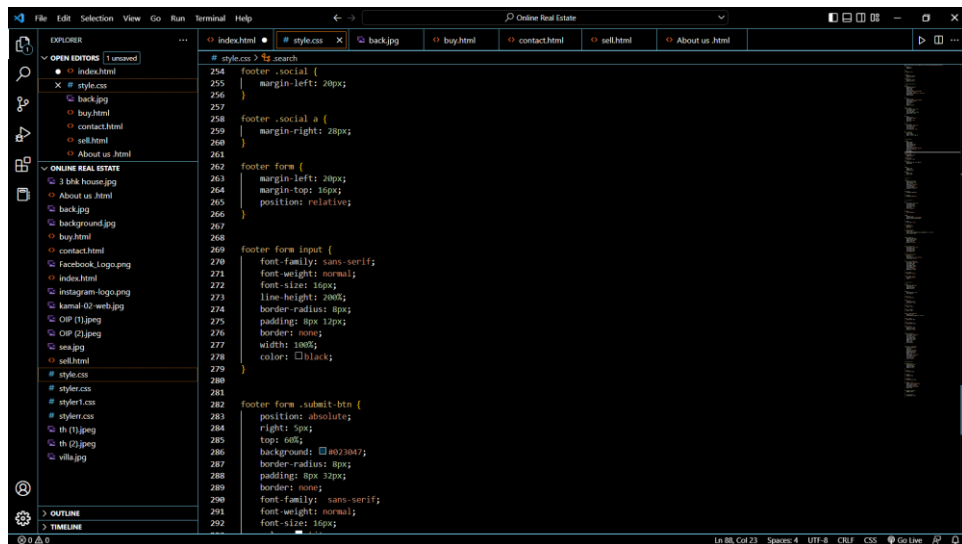 File Edit Selection View Go Run Terminal Help
Online Real Estate
EXPLORER
OPEN EDITORS 1 unsaved
index.html
# style.css
back.jpg
buy.html
contact.html
sell.html
About us .html
ONLINE REAL ESTATE
3 bhk house.jpg
About us .html
back.jpg
background.jpg
buy.html
contact.html
Facebook_Logo.png
index.html
instagram-logo.png
kamal-02-web.jpg
OIP (1).jpeg
OIP (2).jpeg
sea.jpg
sell.html
# style.css
# styler.css
# styler1.css
# stylerr.css
th (1).jpeg
th (2).jpeg
villa.jpg
OUTLINE
TIMELINE
index.html # style.css X back.jpg buy.html contact.html sell.html About us .html
# style.css > .search
254 footer .social {
255 margin-left: 20px;
256 }
257
258 footer .social a {
259 margin-right: 28px;
260 }
261
262 footer form {
263 margin-left: 20px;
264 margin-top: 16px;
265 position: relative;
266 }
267
268
269 footer form input {
270 font-family: sans-serif;
271 font-weight: normal;
272 font-size: 16px;
273 line-height: 200%;
274 border-radius: 8px;
275 padding: 8px 12px;
276 border: none;
277 width: 100%;
278 color: black;
279 }
280
281
282 footer form .submit-btn {
283 position: absolute;
284 right: 5px;
285 top: 60%;
286 background: #023047;
287 border-radius: 8px;
288 padding: 8px 32px;
289 border: none;
290 font-family: sans-serif;
291 font-weight: normal;
292 font-size: 16px;
0 0
Ln 88, Col 23 Spaces: 4 UTF-8 CRLF CSS Go Live